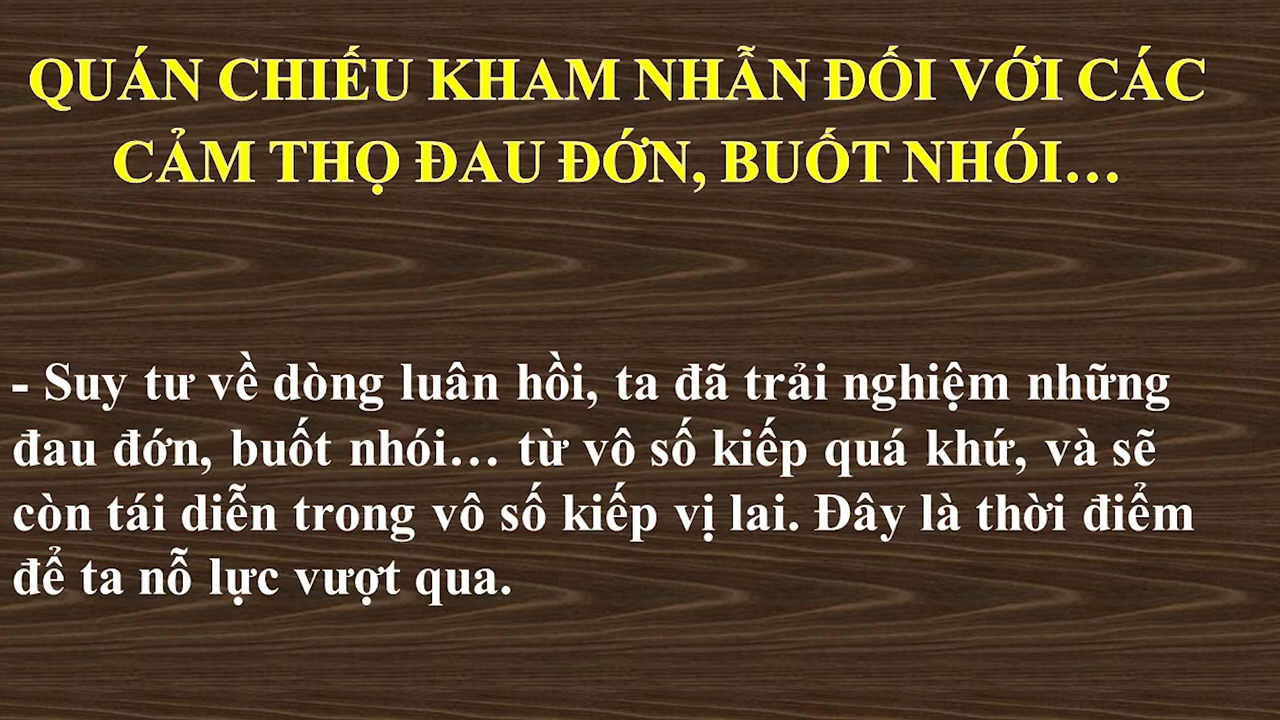 QUÁN CHIẾU KHAM NHẪN ĐỐI VỚI CÁC
CẢM THỌ ĐAU ĐỚN, BUỐT NHÓI…
- Suy tư về dòng luân hồi, ta đã trải nghiệm những
đau đớn, buốt nhói… từ vô số kiếp quá khứ, và sẽ
còn tái diễn trong vô số kiếp vị lai. Đây là thời điểm
để ta nỗ lực vượt qua.